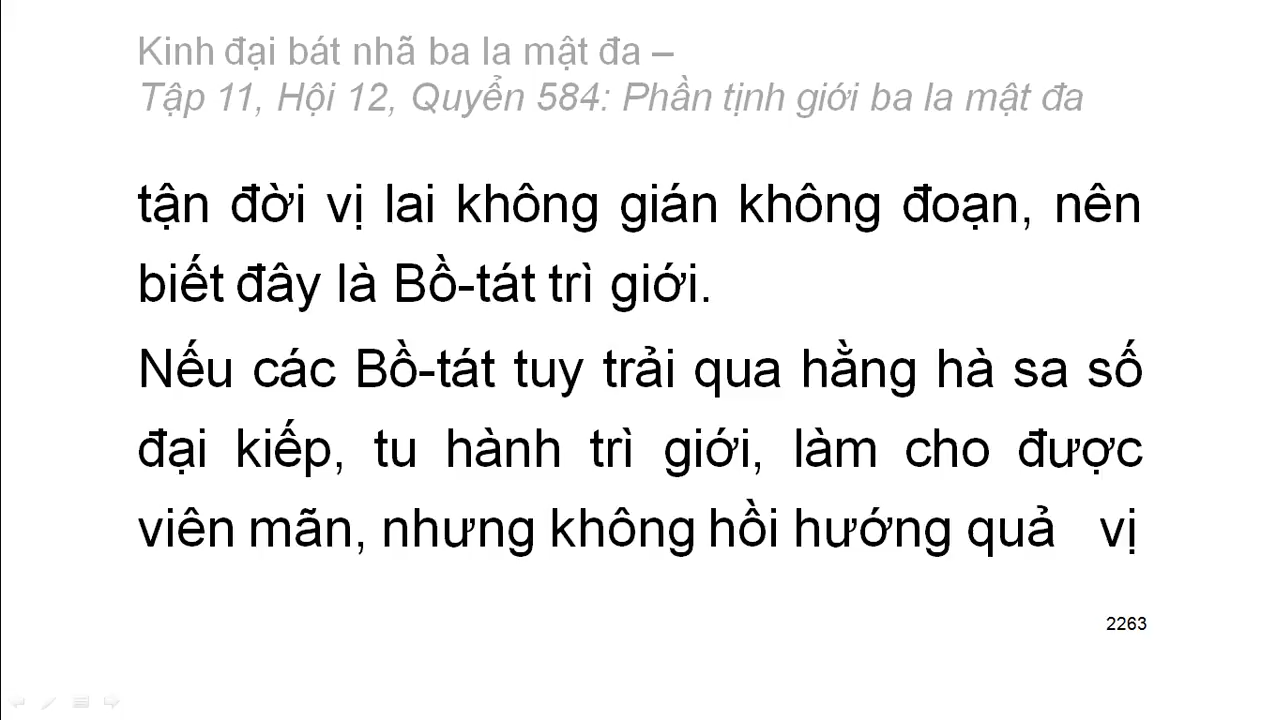 Kinh đại bát nhã ba la mật đa –
Tập 11, Hội 12, Quyển 584: Phần tịnh giới ba la mật đa
tận đời vị lai không gián không đoạn, nên
biết đây là Bồ-tát trì giới.
Nếu các Bồ-tát tuy trải qua hằng hà sa số
đại kiếp, tu hành trì giới, làm cho được
viên mãn, nhưng không hồi hướng quả vị
2263